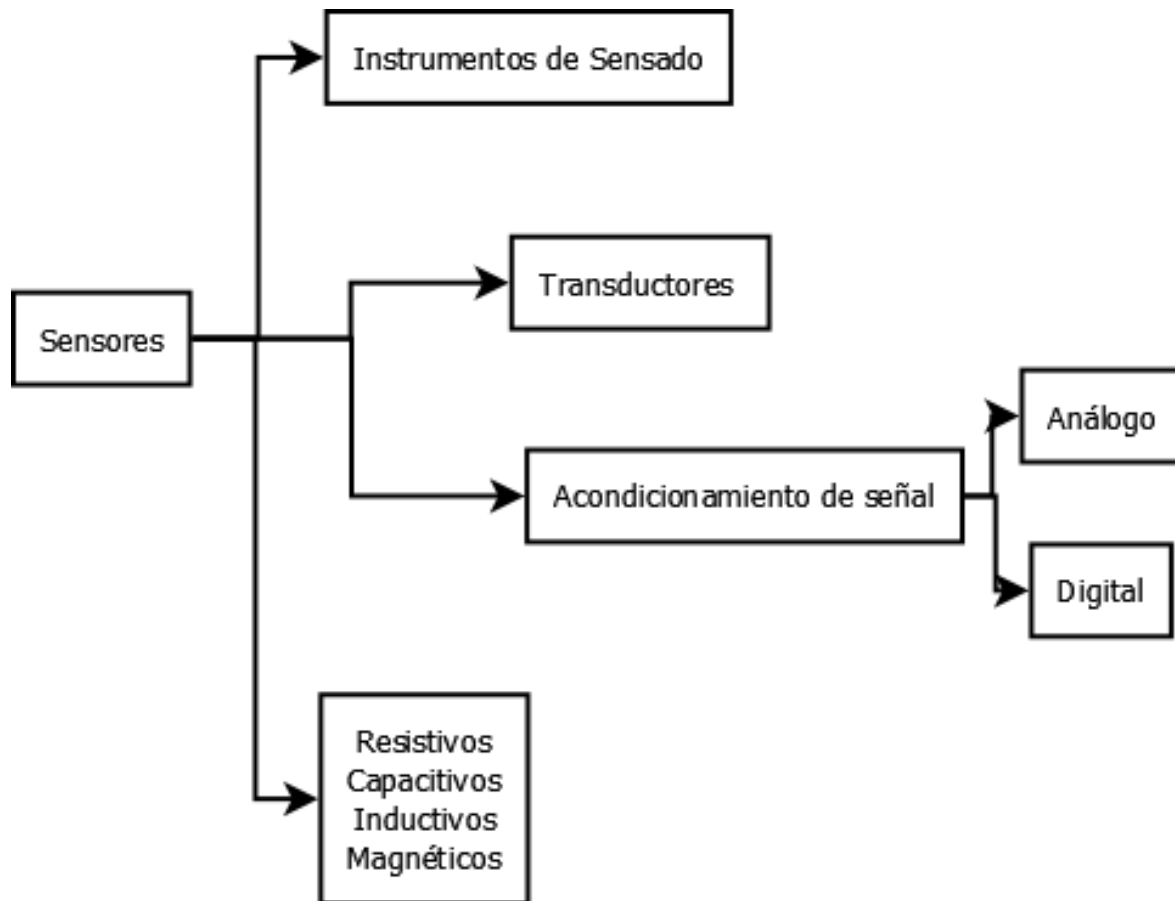 Instrumentos de Sensado
Transductores
Sensores
Análogo
Acondicionamiento de señal
Digital
Resistivos
Capacitivos
Inductivos
Magnéticos